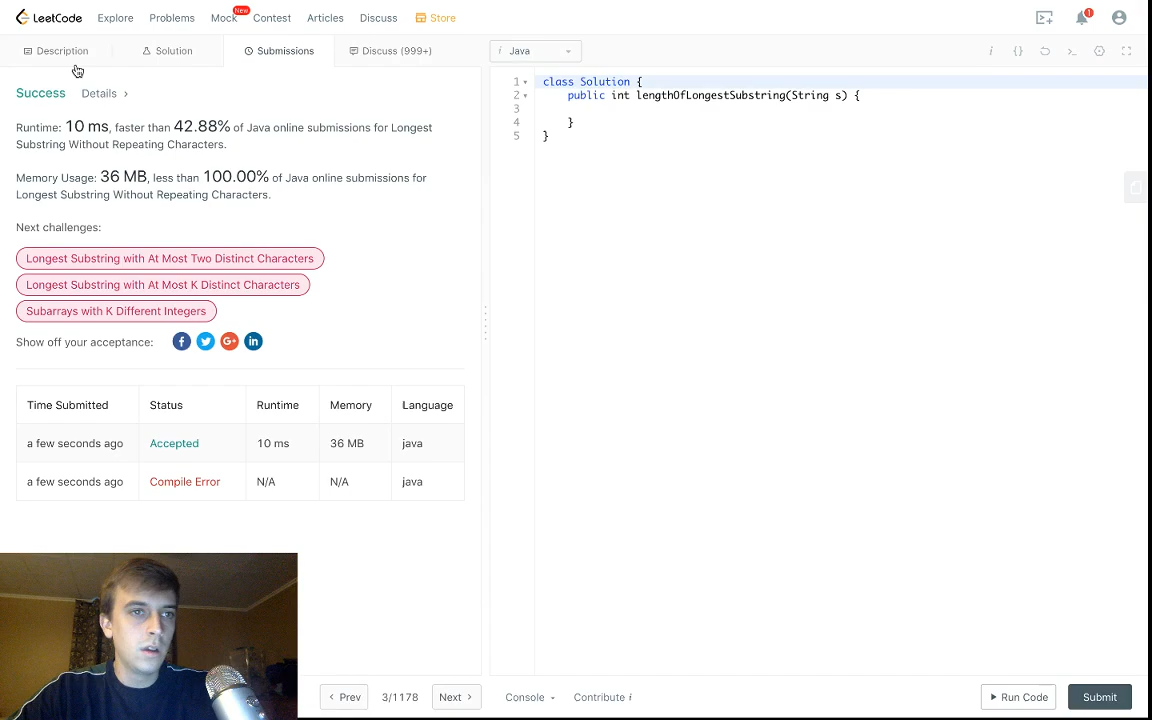 LeetCode Explore Problems Mock New Contest Articles Discuss Store 1
Description Solution Submissions Discuss (999+) i Java i {} >_
Success Details ›
Runtime: 10 ms, faster than 42.88% of Java online submissions for Longest
Substring Without Repeating Characters.
Memory Usage: 36 MB, less than 100.00% of Java online submissions for
Longest Substring Without Repeating Characters.
Next challenges:
Longest Substring with At Most Two Distinct Characters
Longest Substring with At Most K Distinct Characters
Subarrays with K Different Integers
Show off your acceptance: f G+ in
Time Submitted Status Runtime Memory Language
a few seconds ago Accepted 10 ms 36 MB java
a few seconds ago Compile Error N/A N/A java
1 class Solution {
2 public int lengthOfLongestSubstring(String s) {
3
4 }
5 }
‹ Prev 3/1178 Next › Console Contribute i Run Code Submit